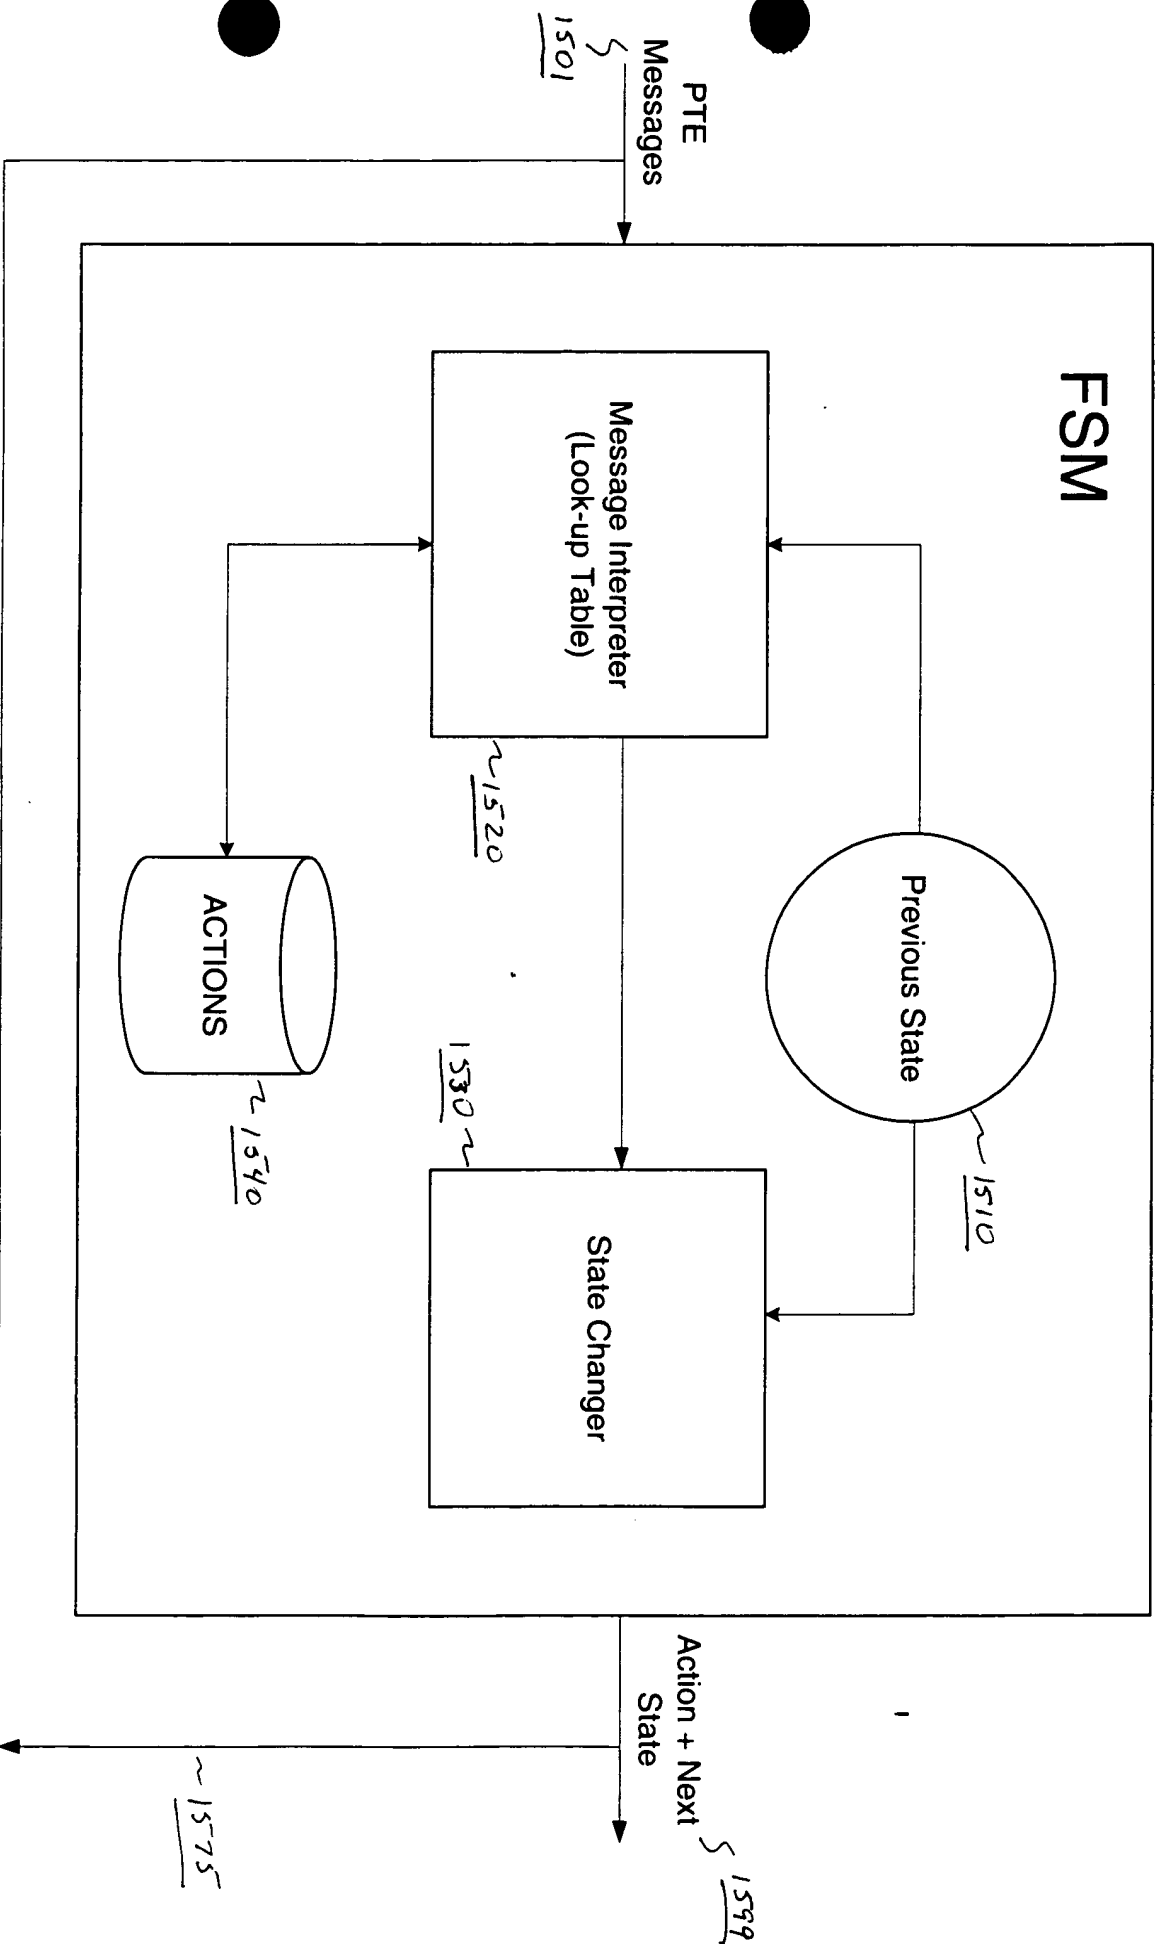 FSM
PTE
Messages
1501
Previous State
1510
Message Interpreter
(Look-up Table)
1520
State Changer
1530
ACTIONS
1540
Action + Next
State
1599
1575